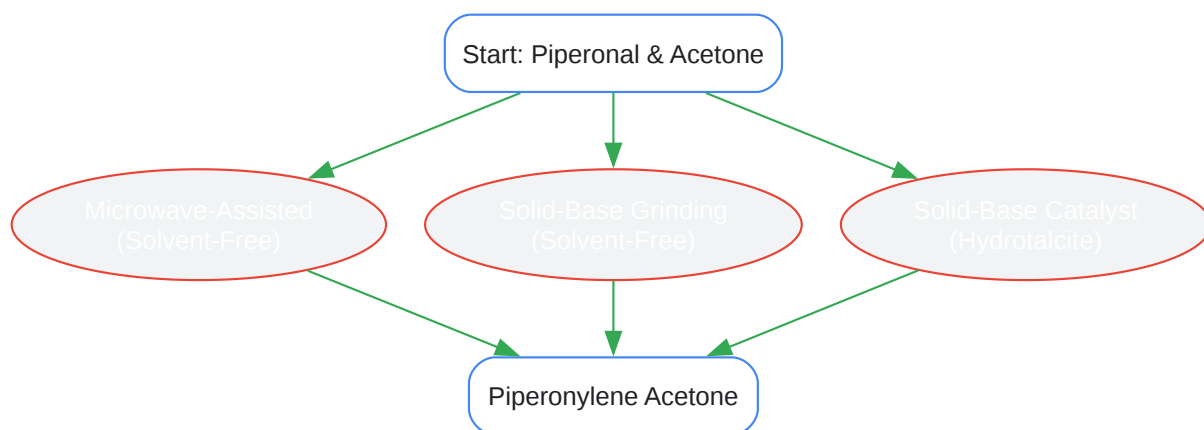 Start: Piperonal & Acetone
Microwave-Assisted
(Solvent-Free)
Solid-Base Grinding
(Solvent-Free)
Solid-Base Catalyst
(Hydrotalcite)
Piperonylene Acetone